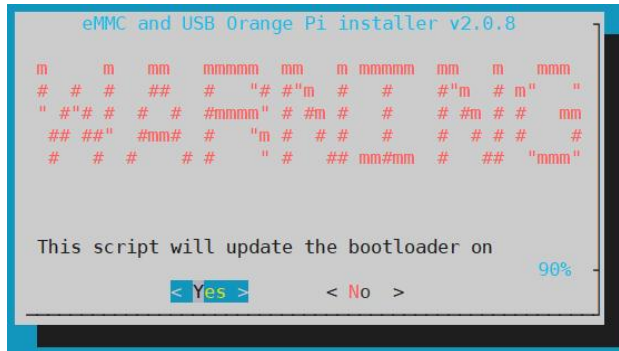 eMMC and USB Orange Pi installer v2.0.8
WARNING
This script will update the bootloader on
90%
< Yes >
< No >